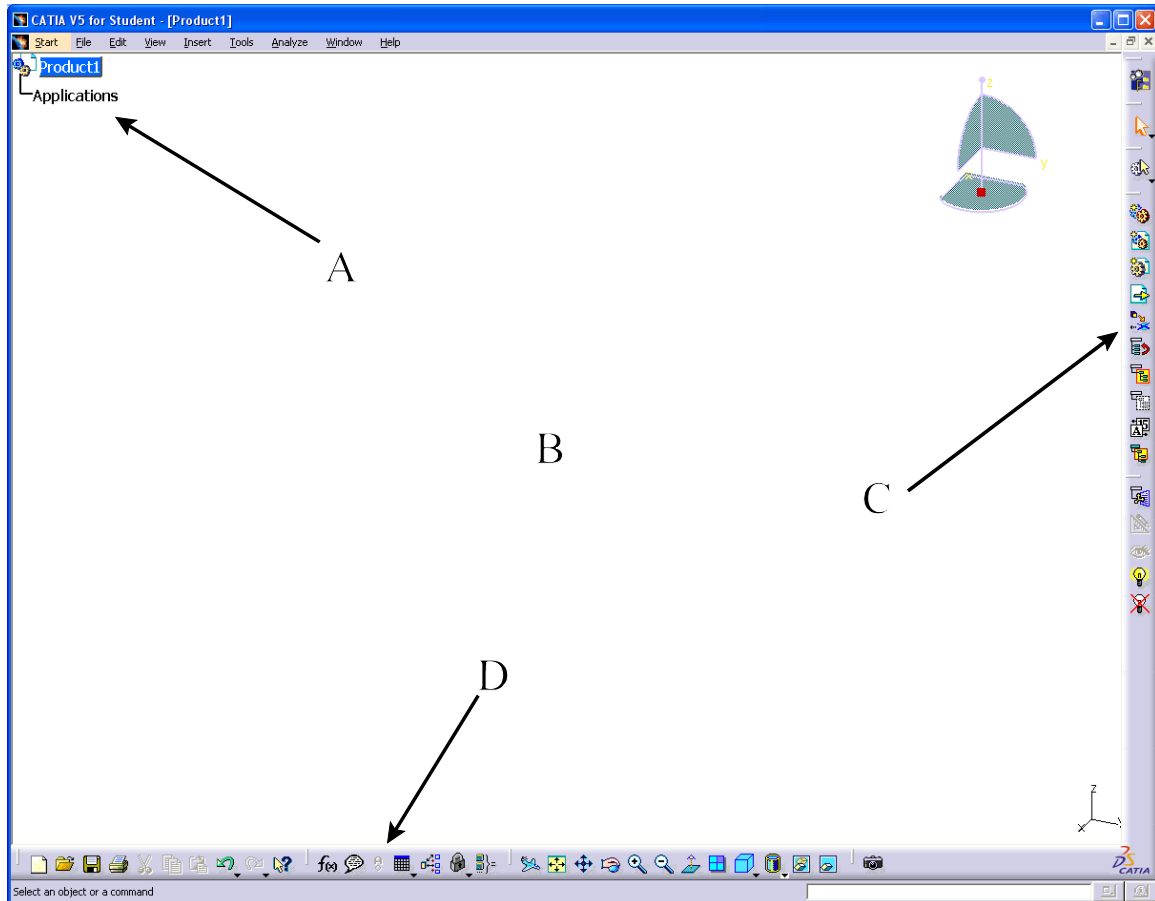 CATIA V5 for Student - [Product1]
Start File Edit View Insert Tools Analyze Window Help
Product1
Applications
z
y
x
A
B
C
D
z
x
y
f(x)
CATIA
Select an object or a command